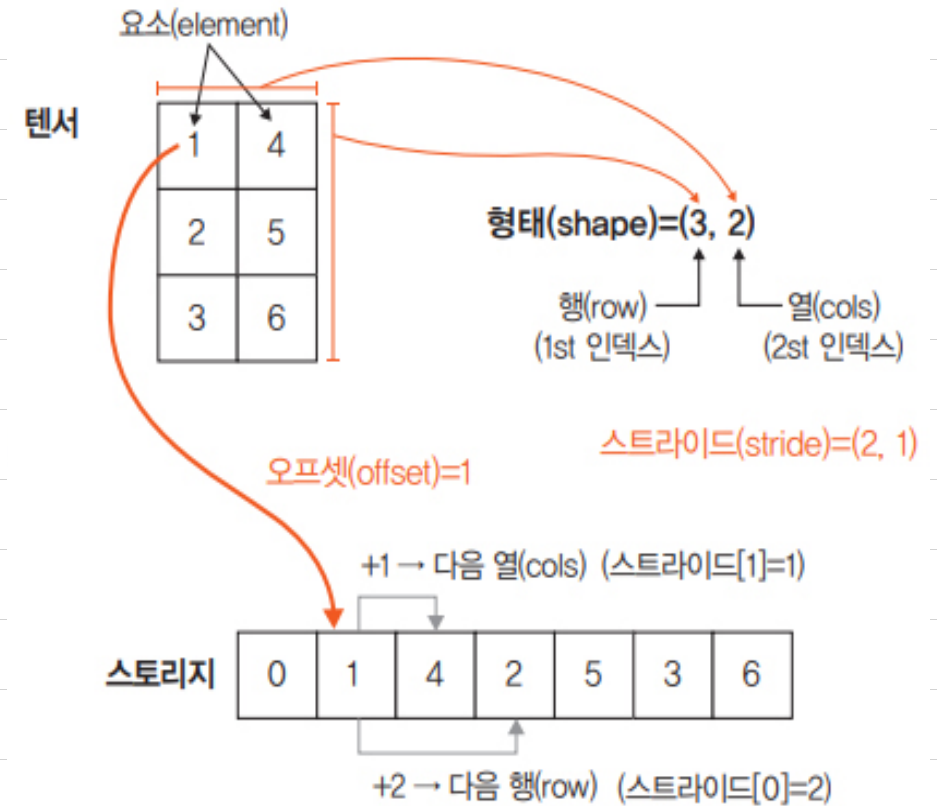 요소(element)
텐서
1 4
2 5
3 6
형태(shape)=(3, 2)
행(row)
(1st 인덱스)
열(cols)
(2st 인덱스)
스트라이드(stride)=(2, 1)
오프셋(offset)=1
+1 → 다음 열(cols) (스트라이드[1]=1)
스토리지 0 1 4 2 5 3 6
+2 → 다음 행(row) (스트라이드[0]=2)